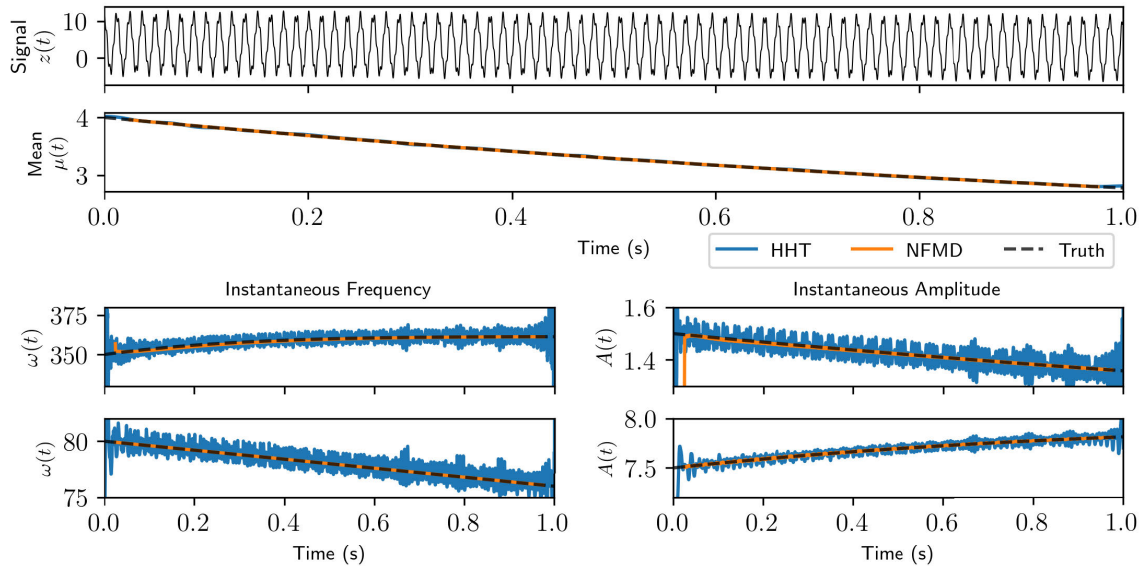 Signal
z(t)
10
0
Mean
μ(t)
4
3
0.0 0.2 0.4 0.6 0.8 1.0
Time (s)
HHT NFMD Truth
Instantaneous Frequency
Instantaneous Amplitude
ω(t)
375
350
A(t)
1.6
1.4
ω(t)
80
75
A(t)
8.0
7.5
0.0 0.2 0.4 0.6 0.8 1.0
0.0 0.2 0.4 0.6 0.8 1.0
Time (s)
Time (s)